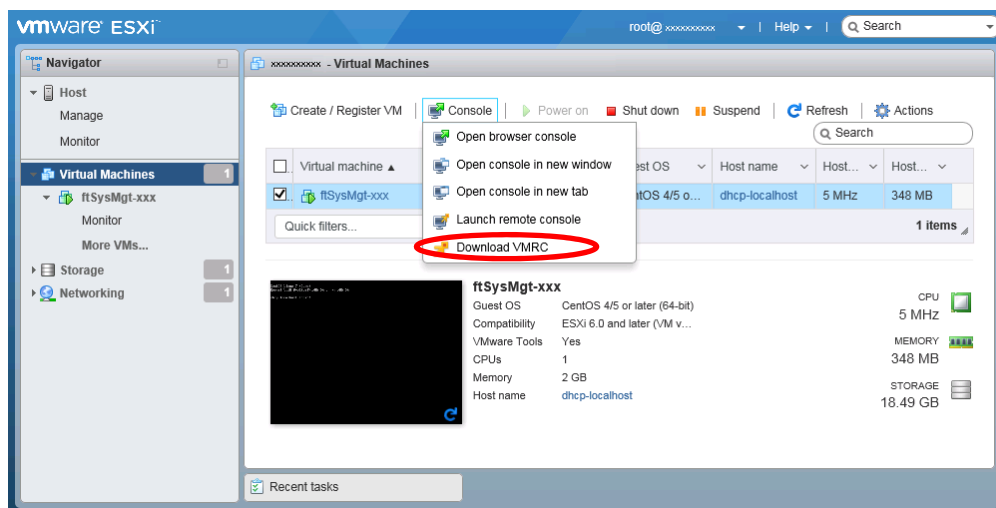 vmware ESXi
root@ xxxxxxxxxx | Help | Search
Navigator
Host
Manage
Monitor
Virtual Machines 1
ftSysMgt-xxx
Monitor
More VMs...
Storage 1
Networking 1
xxxxxxxxxx - Virtual Machines
Create / Register VM | Console | Power on Shut down Suspend | Refresh | Actions
Search
Open browser console
Open console in new window
Open console in new tab
Launch remote console
Download VMRC
Virtual machine ▲ est OS Host name Host... Host...
ftSysMgt-xxx tOS 4/5 o... dhcp-localhost 5 MHz 348 MB
Quick filters... 1 items
ftSysMgt-xxx
Guest OS CentOS 4/5 or later (64-bit)
Compatibility ESXi 6.0 and later (VM v...
VMware Tools Yes
CPUs 1
Memory 2 GB
Host name dhcp-localhost
CPU
5 MHz
MEMORY
348 MB
STORAGE
18.49 GB
Recent tasks